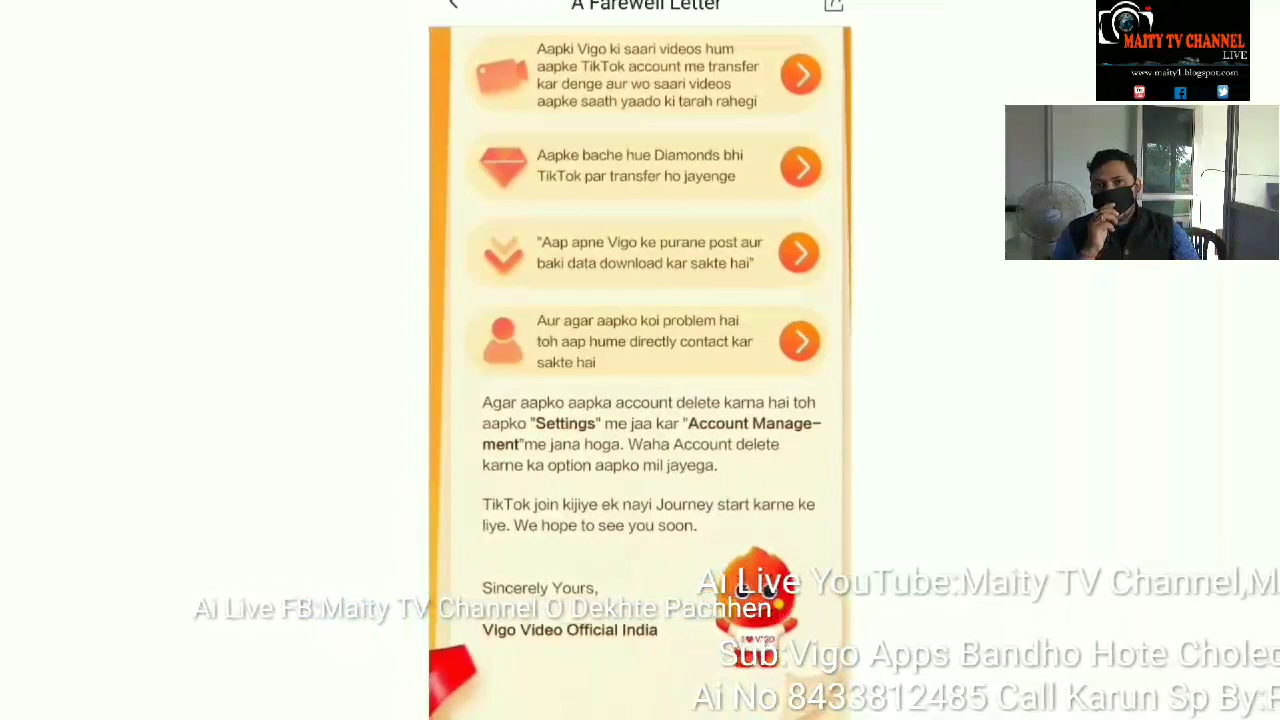 A Farewell Letter
MAITY TV CHANNEL
LIVE
www.maity1.blogspot.com
Aapki Vigo ki saari videos hum
aapke TikTok account me transfer
kar denge aur wo saari videos
aapke saath yaado ki tarah rahegi
Aapke bache hue Diamonds bhi
TikTok par transfer ho jayenge
"Aap apne Vigo ke purane post aur
baki data download kar sakte hai"
Aur agar aapko koi problem hai
toh aap hume directly contact kar
sakte hai
Agar aapko aapka account delete karna hai toh
aapko "Settings" me jaa kar "Account Manage-
ment"me jana hoga. Waha Account delete
karne ka option aapko mil jayega.
TikTok join kijiye ek nayi Journey start karne ke
liye. We hope to see you soon.
Sincerely Yours,
Vigo Video Official India
I ♥ VIGO
Ai Live YouTube:Maity TV Channel,M
Ai Live FB:Maity TV Channel O Dekhte Pachhen
Sub:Vigo Apps Bandho Hote Choleo
Ai No 8433812485 Call Karun Sp By: